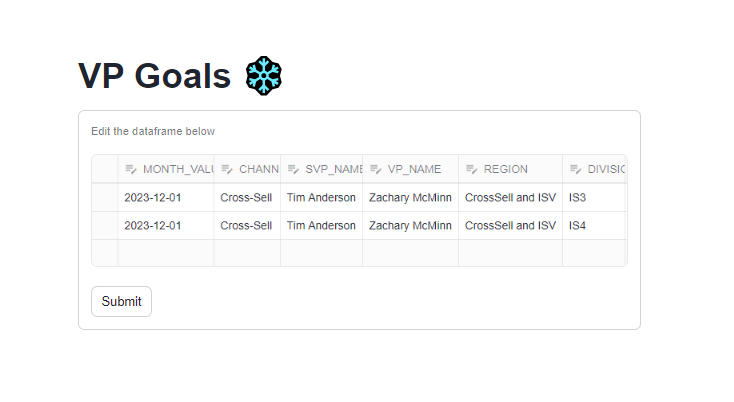 VP Goals
Edit the dataframe below
MONTH_VALU CHANN SVP_NAME VP_NAME REGION DIVISIC
2023-12-01 Cross-Sell Tim Anderson Zachary McMinn CrossSell and ISV IS3
2023-12-01 Cross-Sell Tim Anderson Zachary McMinn CrossSell and ISV IS4
Submit